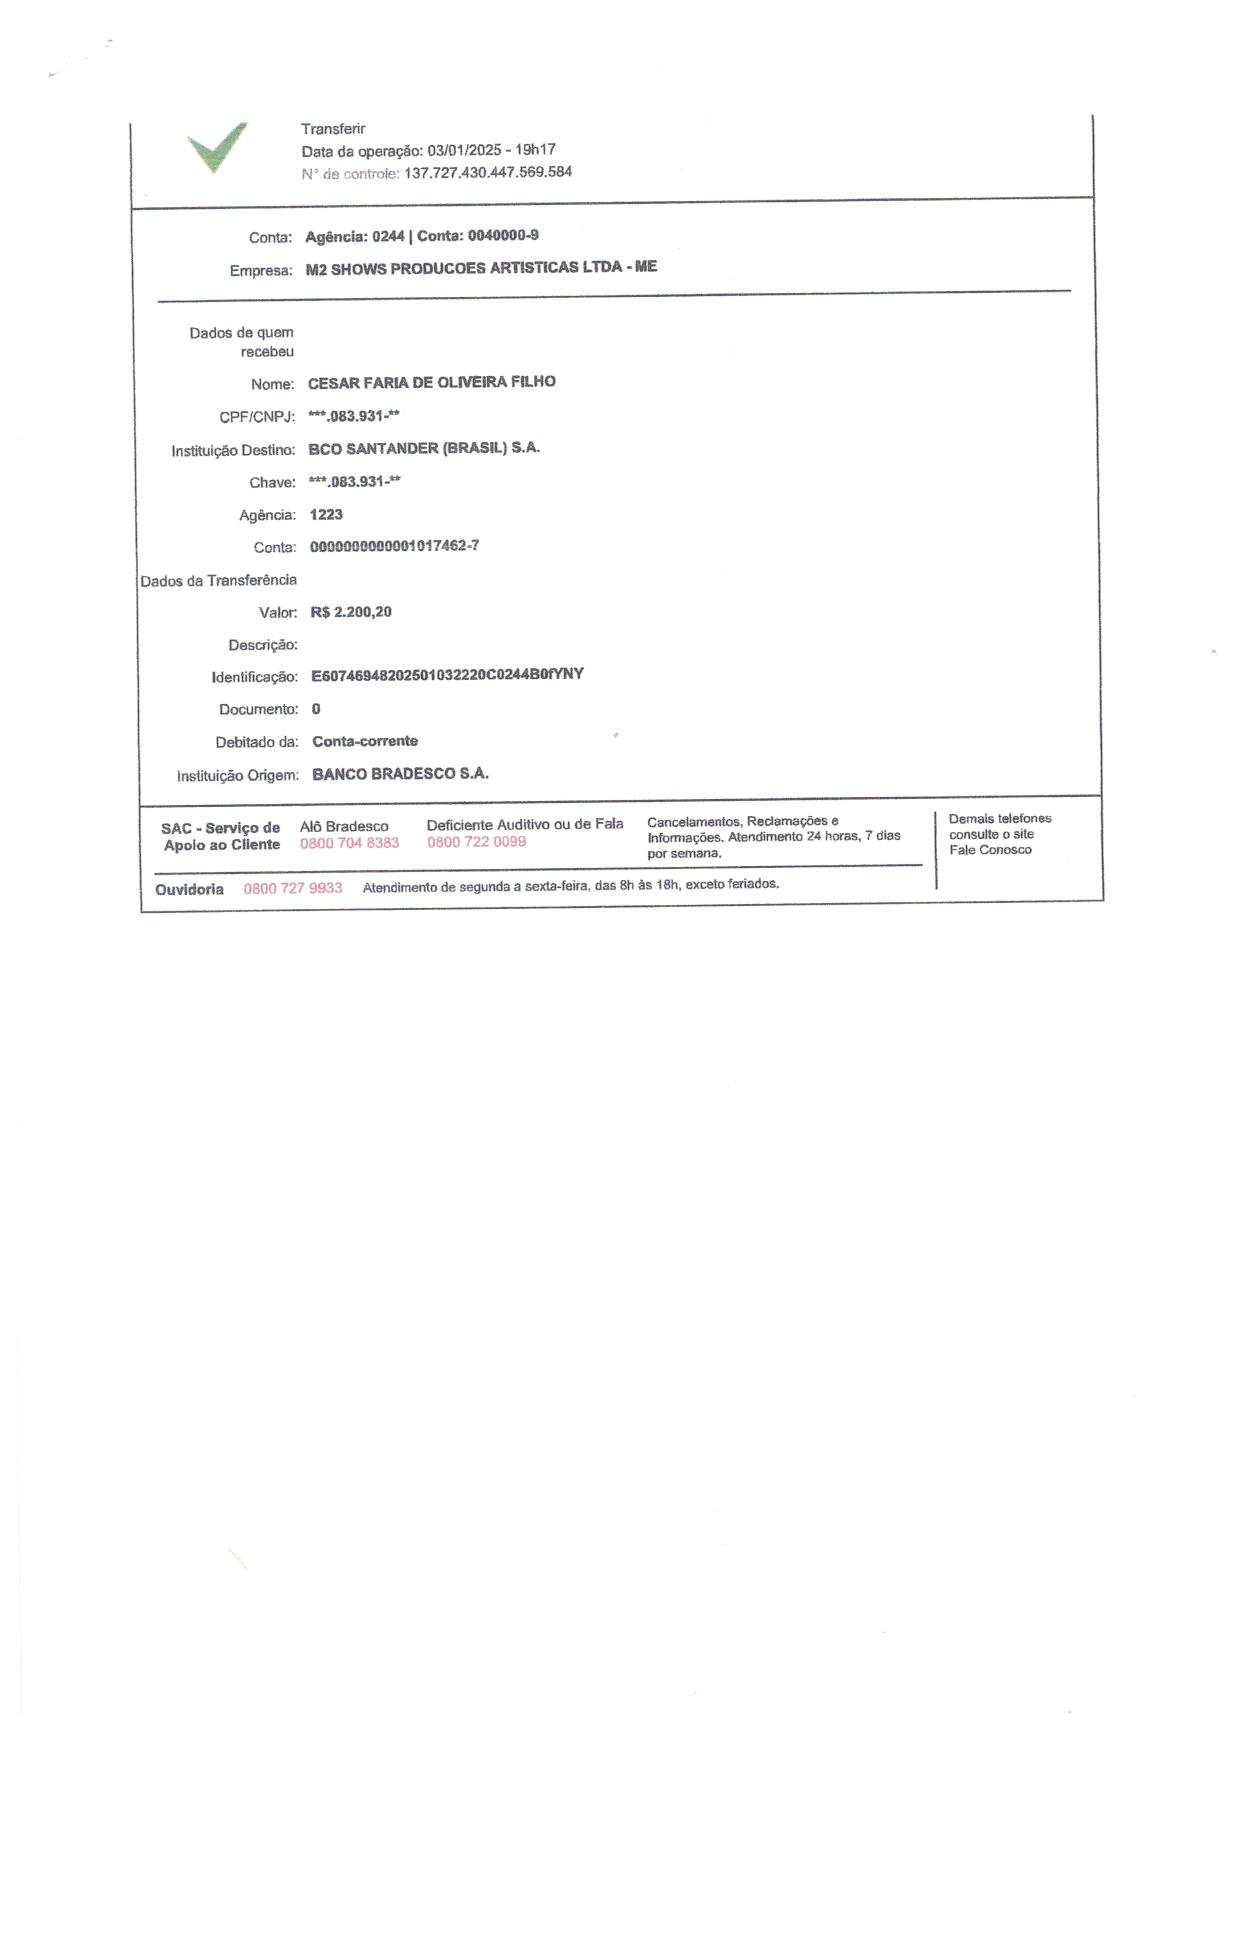 Transferir
Data da operação: 03/01/2025 - 19h17
N° de controle: 137.727.430.447.569.584
Conta: Agência: 0244 | Conta: 0040000-9
Empresa: M2 SHOWS PRODUCOES ARTISTICAS LTDA - ME
Dados de quem
recebeu
Nome: CESAR FARIA DE OLIVEIRA FILHO
CPF/CNPJ: ***.083.931-**
Instituição Destino: BCO SANTANDER (BRASIL) S.A.
Chave: ***.083.931-**
Agência: 1223
Conta: 0000000000001017462-7
Dados da Transferência
Valor: R$ 2.200,20
Descrição:
Identificação: E60746948202501032220C0244B0fYNY
Documento: 0
Debitado da: Conta-corrente
Instituição Origem: BANCO BRADESCO S.A.
SAC - Serviço de
Apoio ao Cliente
Alô Bradesco
0800 704 8383
Deficiente Auditivo ou de Fala
0800 722 0099
Cancelamentos, Reclamações e
Informações. Atendimento 24 horas, 7 dias
por semana.
Demais telefones
consulte o site
Fale Conosco
Ouvidoria 0800 727 9933 Atendimento de segunda a sexta-feira, das 8h às 18h, exceto feriados.